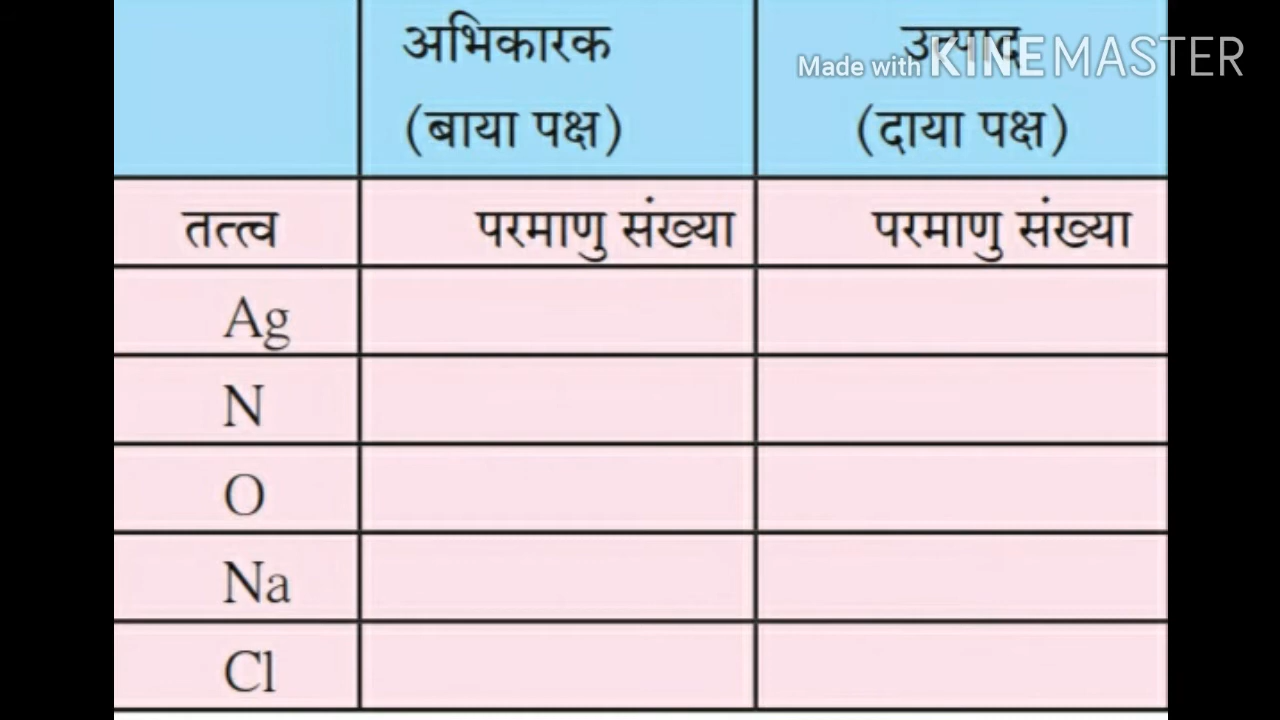 अभिकारक
(बाया पक्ष)
उत्पाद
(दाया पक्ष)
Made with KINEMASTER
तत्त्व परमाणु संख्या परमाणु संख्या
Ag
N
O
Na
Cl